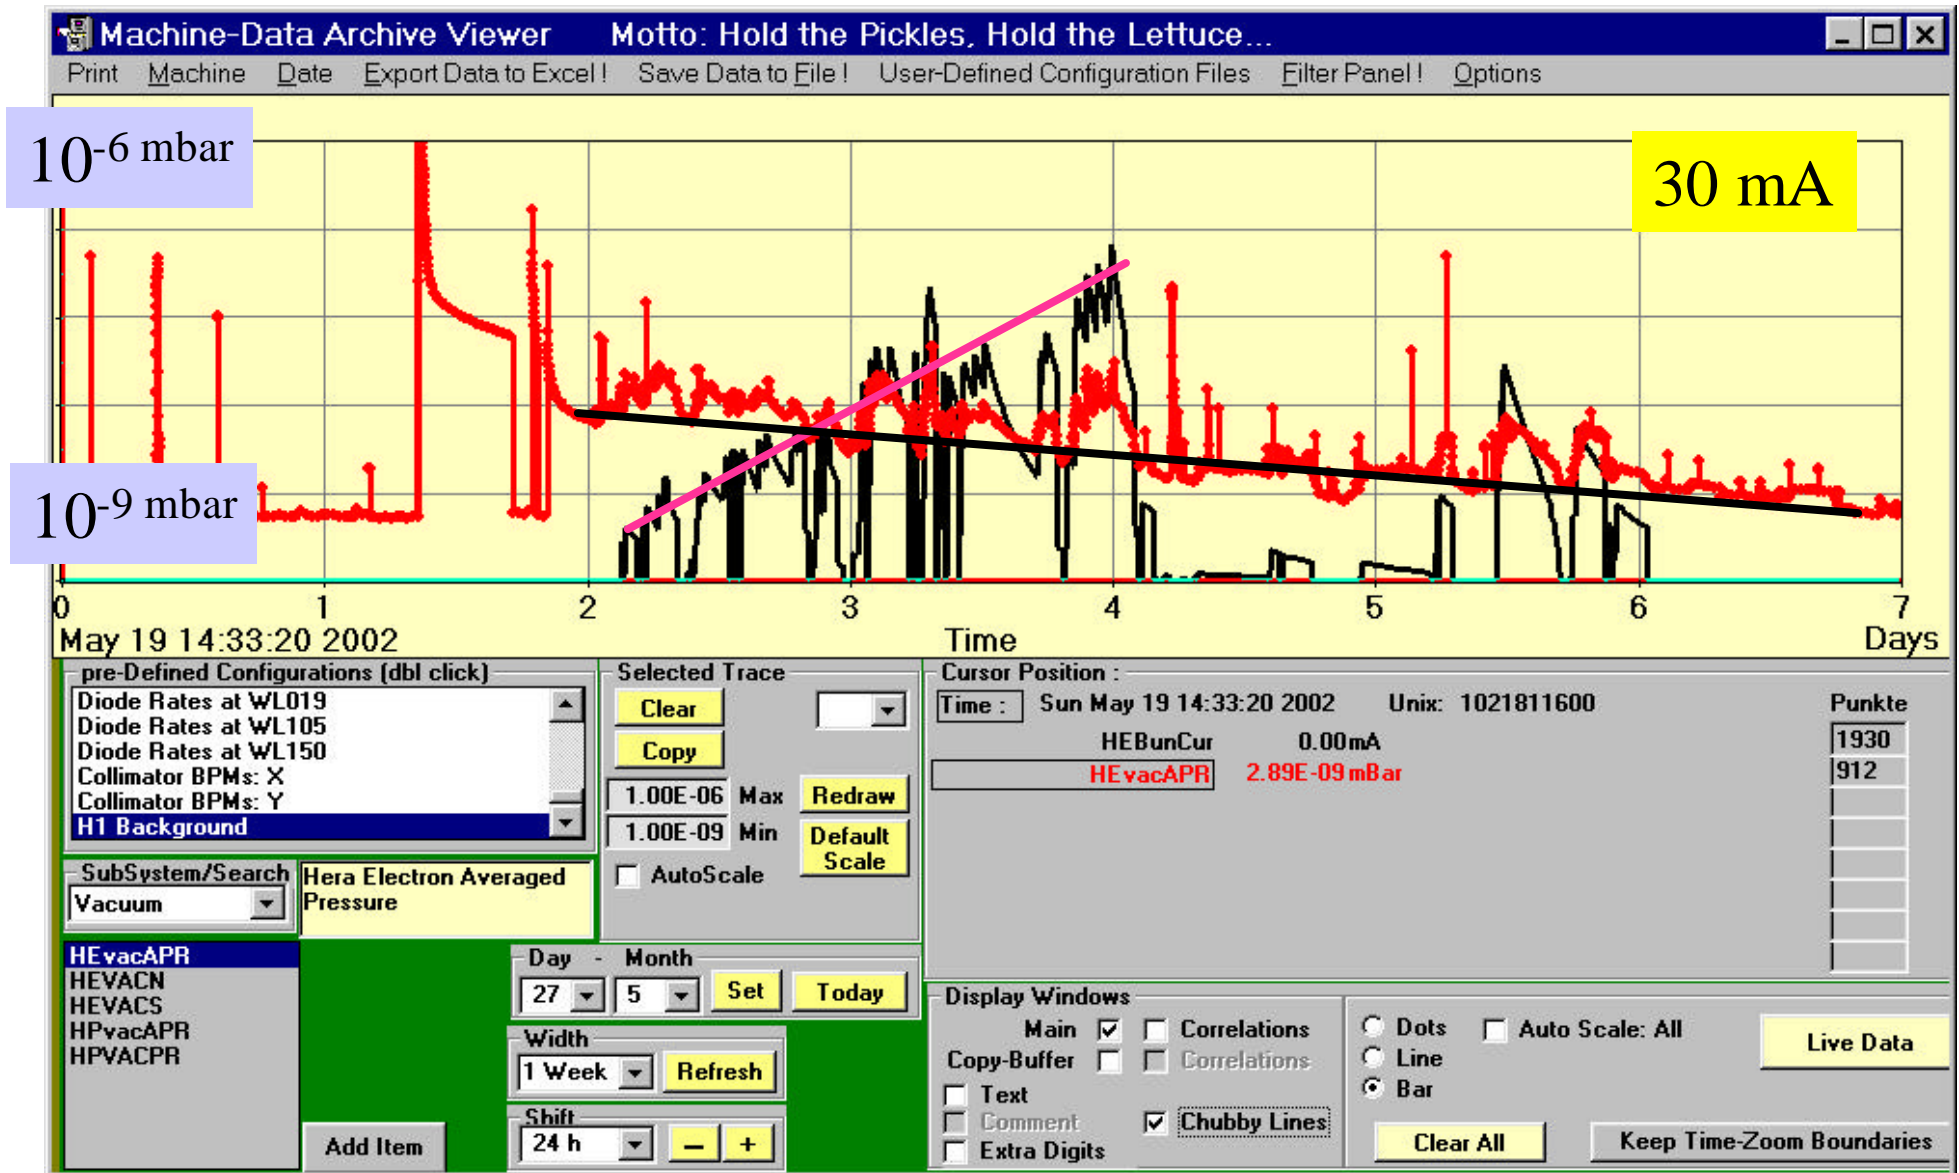 Machine-Data Archive Viewer Motto: Hold the Pickles, Hold the Lettuce...
Print Machine Date Export Data to Excel ! Save Data to File ! User-Defined Configuration Files Filter Panel ! Options
10-6 mbar
30 mA
10-9 mbar
0 1 2 3 4 5 6 7
May 19 14:33:20 2002 Time Days
pre-Defined Configurations (dbl click)
Diode Rates at WL019
Diode Rates at WL105
Diode Rates at WL150
Collimator BPMs: X
Collimator BPMs: Y
H1 Background
Selected Trace
Clear
Copy
1.00E-06 Max Redraw
1.00E-09 Min Default Scale
AutoScale
Cursor Position :
Time : Sun May 19 14:33:20 2002 Unix: 1021811600 Punkte
HEBunCur 0.00mA 1930
HEvacAPR 2.89E-09mBar 912
SubSystem/Search
Vacuum
Hera Electron Averaged
Pressure
HEvacAPR
HEVACN
HEVACS
HPvacAPR
HPVACPR
Add Item
Day - Month
27 5 Set Today
Width
1 Week Refresh
Shift
24 h − +
Display Windows
Main Correlations
Copy-Buffer Correlations
Text
Comment Chubby Lines
Extra Digits
Dots Auto Scale: All
Line
Bar
Live Data
Clear All Keep Time-Zoom Boundaries